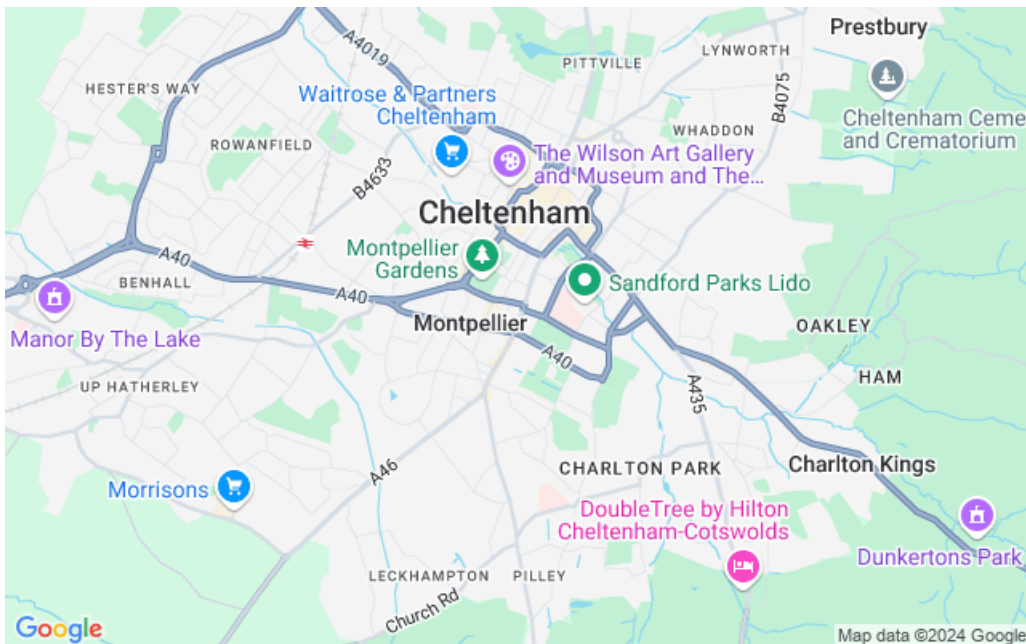 Prestbury
A4019
LYNWORTH
PITTVILLE
HESTER'S WAY
Waitrose & Partners
Cheltenham
B4075
Cheltenham Ceme
and Crematorium
WHADDON
ROWANFIELD
The Wilson Art Gallery
and Museum and The...
B4633
Cheltenham
Montpellier
Gardens
A40
BENHALL
Sandford Parks Lido
A40
Manor By The Lake
Montpellier
OAKLEY
A40
UP HATHERLEY
HAM
A435
A46
CHARLTON PARK
Charlton Kings
Morrisons
DoubleTree by Hilton
Cheltenham-Cotswolds
Dunkertons Park
LECKHAMPTON
PILLEY
Church Rd
Google
Map data ©2024 Google